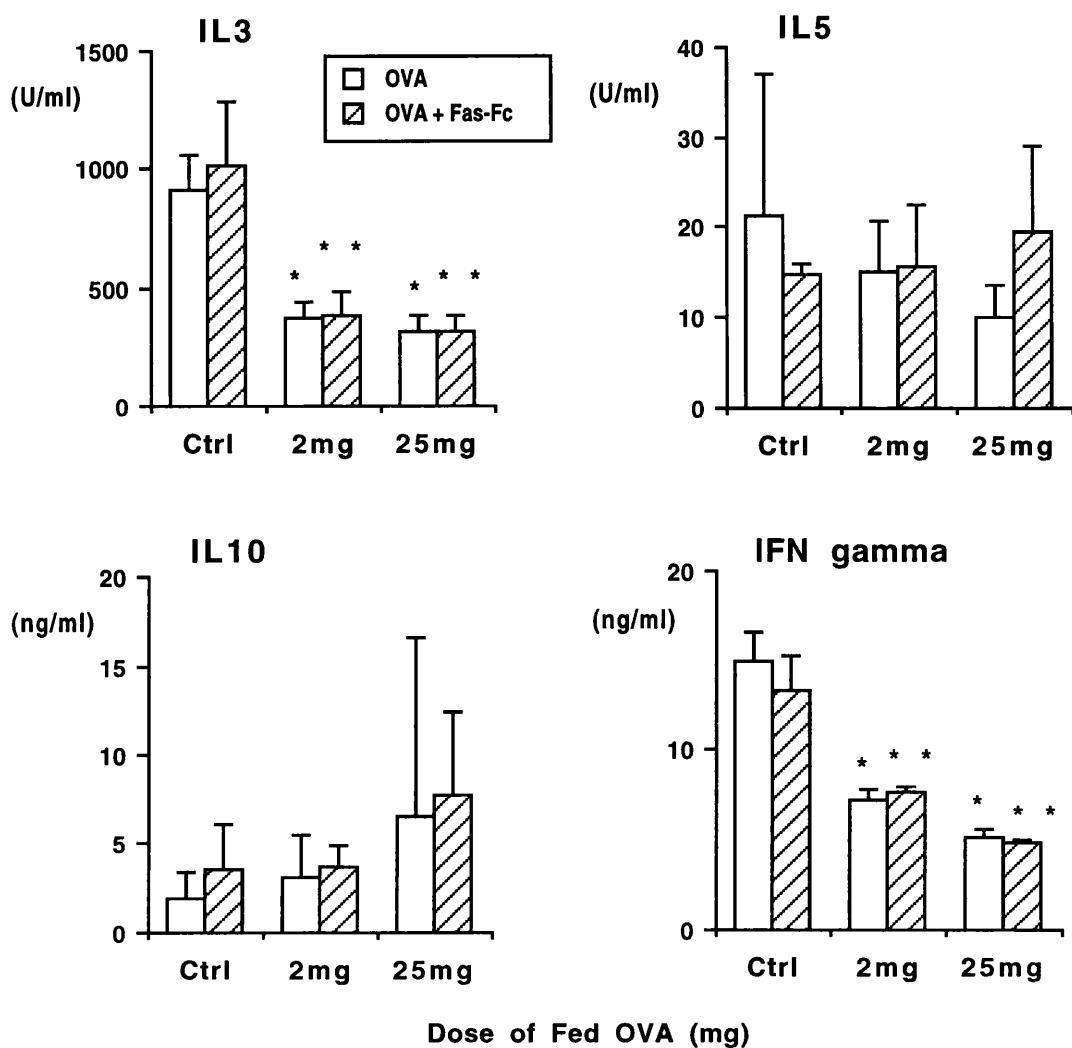 IL3
(U/ml)
1500
1000
500
0
OVA
OVA + Fas-Fc
* * *
* * *
Ctrl 2mg 25mg
IL5
(U/ml)
40
30
20
10
0
Ctrl 2mg 25mg
IL10
(ng/ml)
20
15
10
5
0
Ctrl 2mg 25mg
IFN gamma
(ng/ml)
20
10
0
* * *
* * *
Ctrl 2mg 25mg
Dose of Fed OVA (mg)